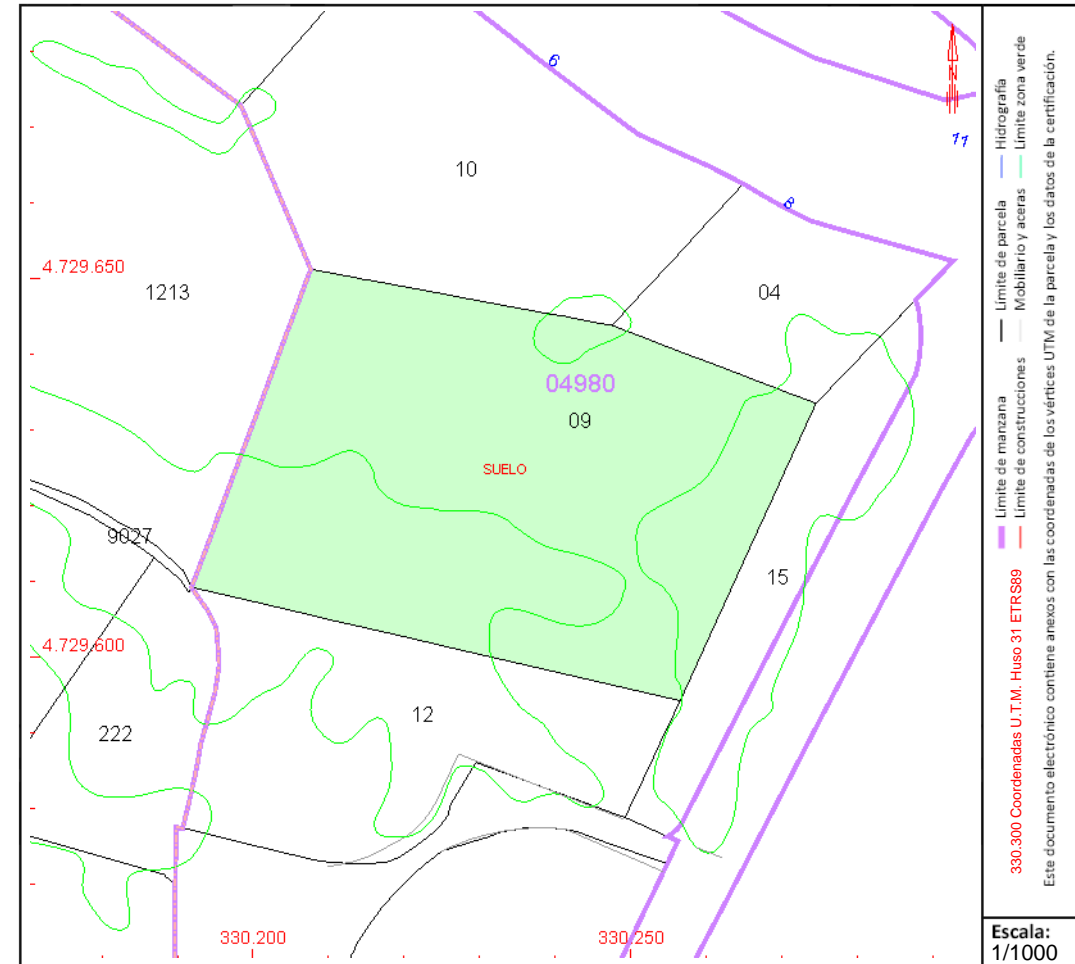 6
N
11
10
8
4.729.650
1213
04
04980
09
SUELO
9027
15
4.729.600
12
222
330.200
330.250
Límite de manzana
Límite de parcela
Hidrografía
Límite de construcciones
Mobiliario y aceras
Límite zona verde
330.300 Coordenadas U.T.M. Huso 31 ETRS89
Este documento electrónico contiene anexos con las coordenadas de los vértices UTM de la parcela y los datos de la certificación.
Escala:
1/1000